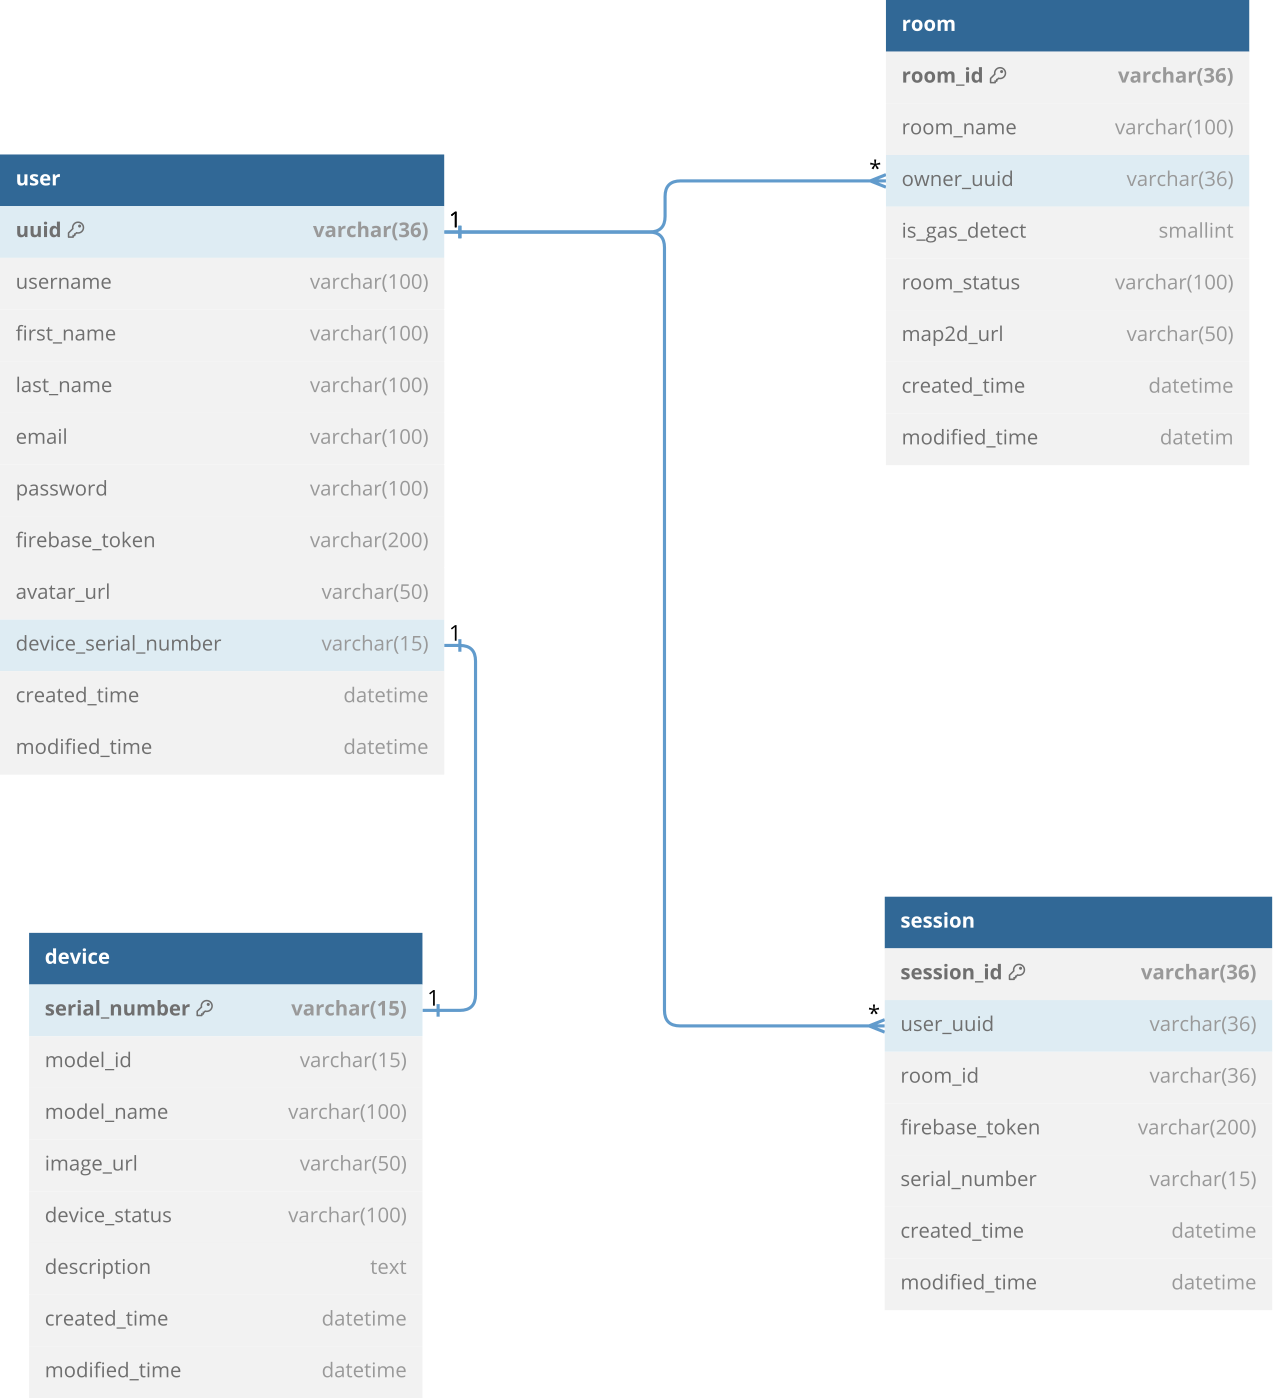 room
room_id varchar(36)
room_name varchar(100)
* owner_uuid varchar(36)
is_gas_detect smallint
room_status varchar(100)
map2d_url varchar(50)
created_time datetime
modified_time datetim
user
uuid varchar(36) 1
username varchar(100)
first_name varchar(100)
last_name varchar(100)
email varchar(100)
password varchar(100)
firebase_token varchar(200)
avatar_url varchar(50)
device_serial_number varchar(15) 1
created_time datetime
modified_time datetime
device
serial_number varchar(15) 1
model_id varchar(15)
model_name varchar(100)
image_url varchar(50)
device_status varchar(100)
description text
created_time datetime
modified_time datetime
session
session_id varchar(36)
* user_uuid varchar(36)
room_id varchar(36)
firebase_token varchar(200)
serial_number varchar(15)
created_time datetime
modified_time datetime